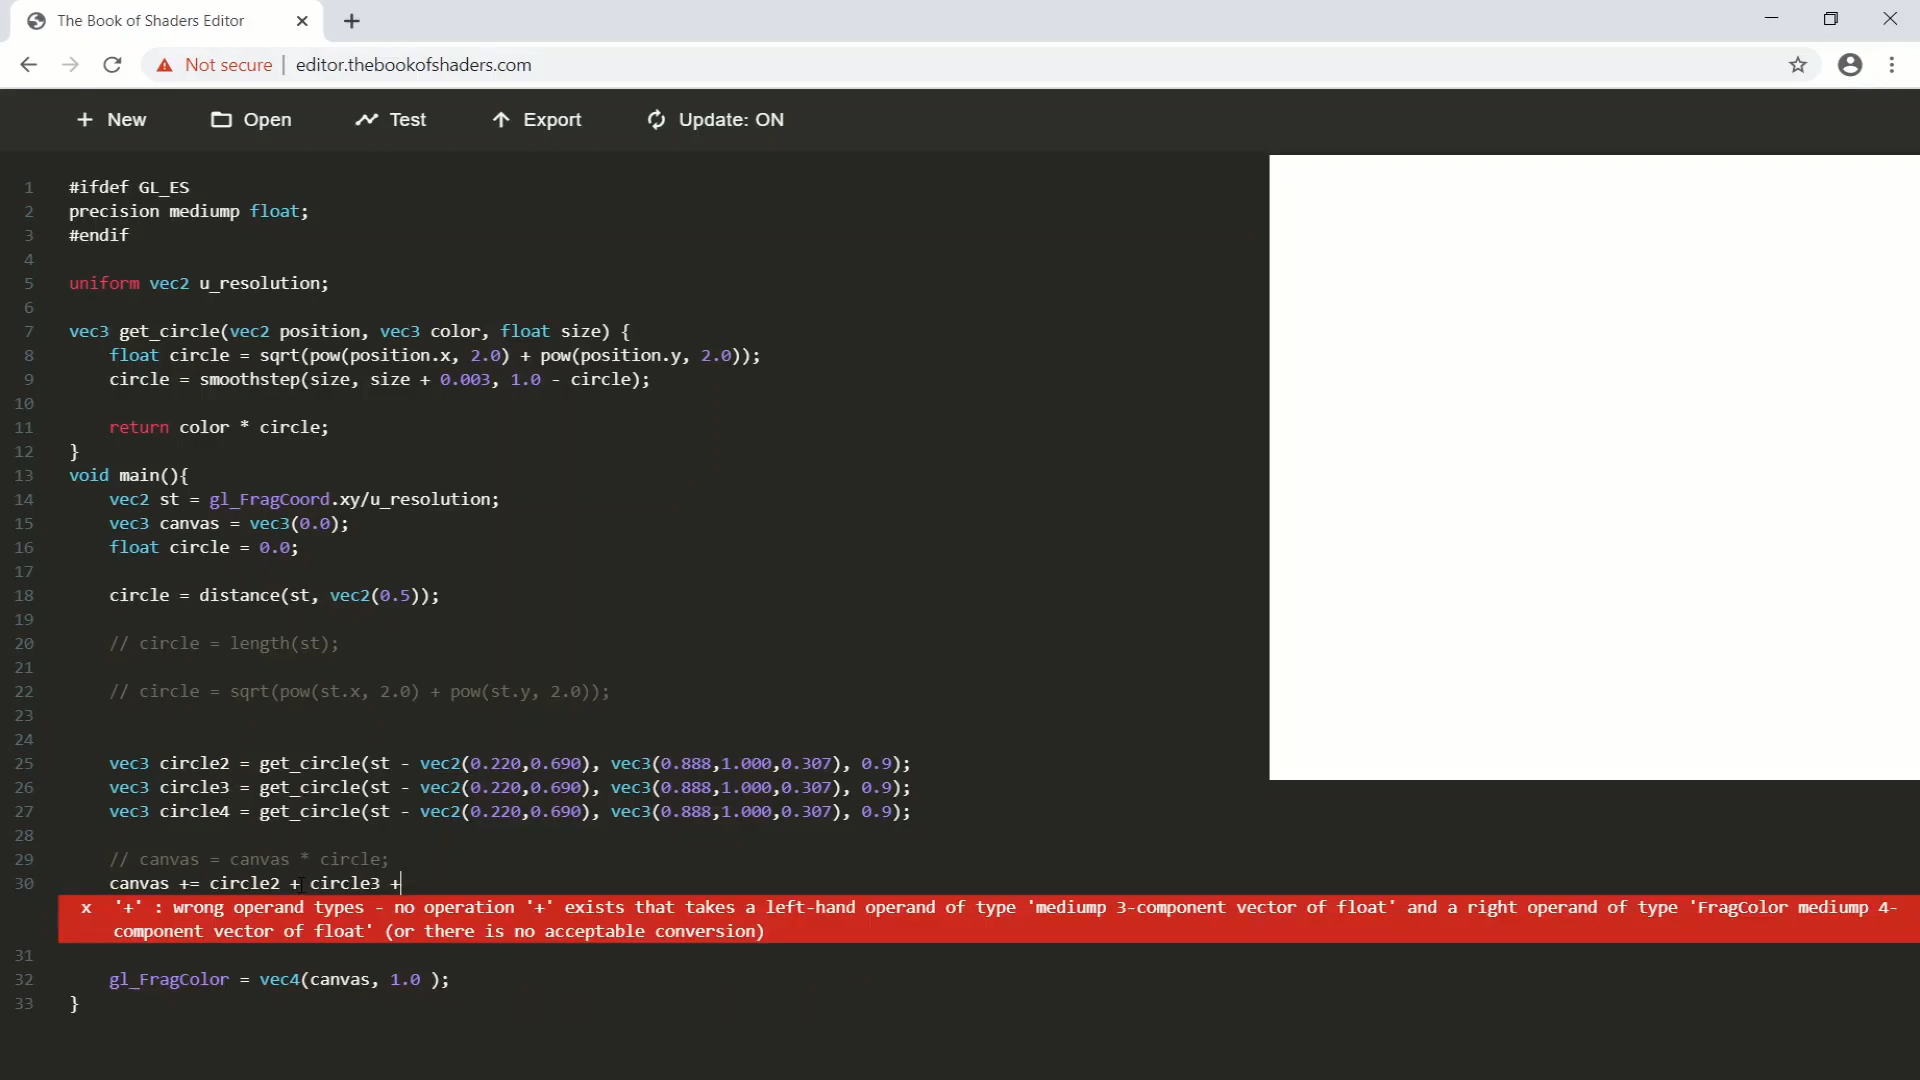 The Book of Shaders Editor
Not secure
editor.thebookofshaders.com
New
Open
Test
Export
Update: ON
1 #ifdef GL_ES
2 precision mediump float;
3 #endif
4
5 uniform vec2 u_resolution;
6
7 vec3 get_circle(vec2 position, vec3 color, float size) {
8 float circle = sqrt(pow(position.x, 2.0) + pow(position.y, 2.0));
9 circle = smoothstep(size, size + 0.003, 1.0 - circle);
10
11 return color * circle;
12 }
13 void main(){
14 vec2 st = gl_FragCoord.xy/u_resolution;
15 vec3 canvas = vec3(0.0);
16 float circle = 0.0;
17
18 circle = distance(st, vec2(0.5));
19
20 // circle = length(st);
21
22 // circle = sqrt(pow(st.x, 2.0) + pow(st.y, 2.0));
23
24
25 vec3 circle2 = get_circle(st - vec2(0.220,0.690), vec3(0.888,1.000,0.307), 0.9);
26 vec3 circle3 = get_circle(st - vec2(0.220,0.690), vec3(0.888,1.000,0.307), 0.9);
27 vec3 circle4 = get_circle(st - vec2(0.220,0.690), vec3(0.888,1.000,0.307), 0.9);
28
29 // canvas = canvas * circle;
30 canvas += circle2 + circle3 +
x '+' : wrong operand types - no operation '+' exists that takes a left-hand operand of type 'mediump 3-component vector of float' and a right operand of type 'FragColor mediump 4-
component vector of float' (or there is no acceptable conversion)
31
32 gl_FragColor = vec4(canvas, 1.0 );
33 }